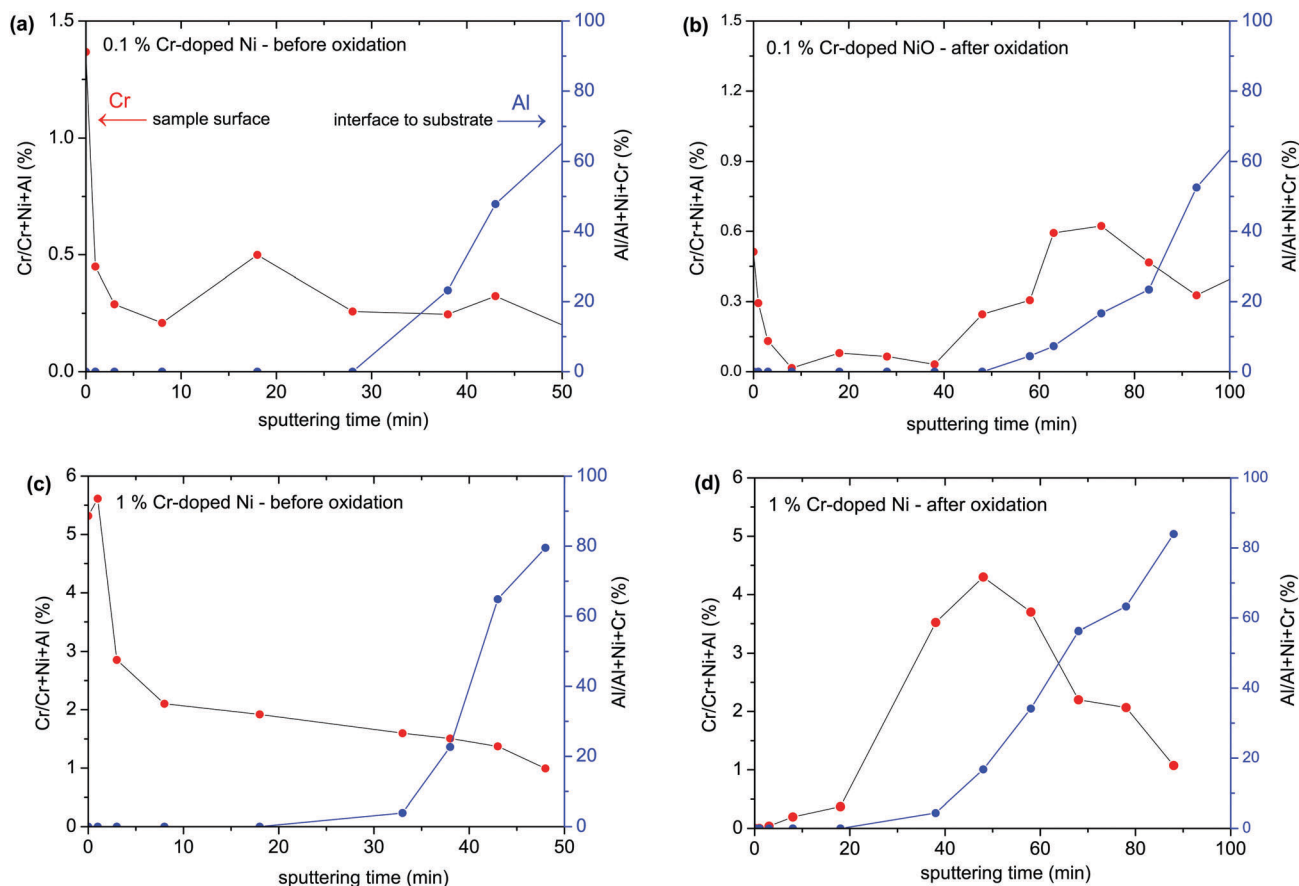 (a)
0.1 % Cr-doped Ni - before oxidation
Cr
sample surface
interface to substrate
Al
1.5
1.0
0.5
0.0
Cr/Cr+Ni+Al (%)
100
80
60
40
20
0
Al/Al+Ni+Cr (%)
0 10 20 30 40 50
sputtering time (min)
(b)
0.1 % Cr-doped NiO - after oxidation
1.5
1.2
0.9
0.6
0.3
0.0
Cr/Cr+Ni+Al (%)
100
80
60
40
20
0
Al/Al+Ni+Cr (%)
0 20 40 60 80 100
sputtering time (min)
(c)
1 % Cr-doped Ni - before oxidation
6
5
4
3
2
1
0
Cr/Cr+Ni+Al (%)
100
80
60
40
20
0
Al/Al+Ni+Cr (%)
0 10 20 30 40 50
sputtering time (min)
(d)
1 % Cr-doped Ni - after oxidation
6
5
4
3
2
1
0
Cr/Cr+Ni+Al (%)
100
80
60
40
20
0
Al/Al+Ni+Cr (%)
0 20 40 60 80 100
sputtering time (min)